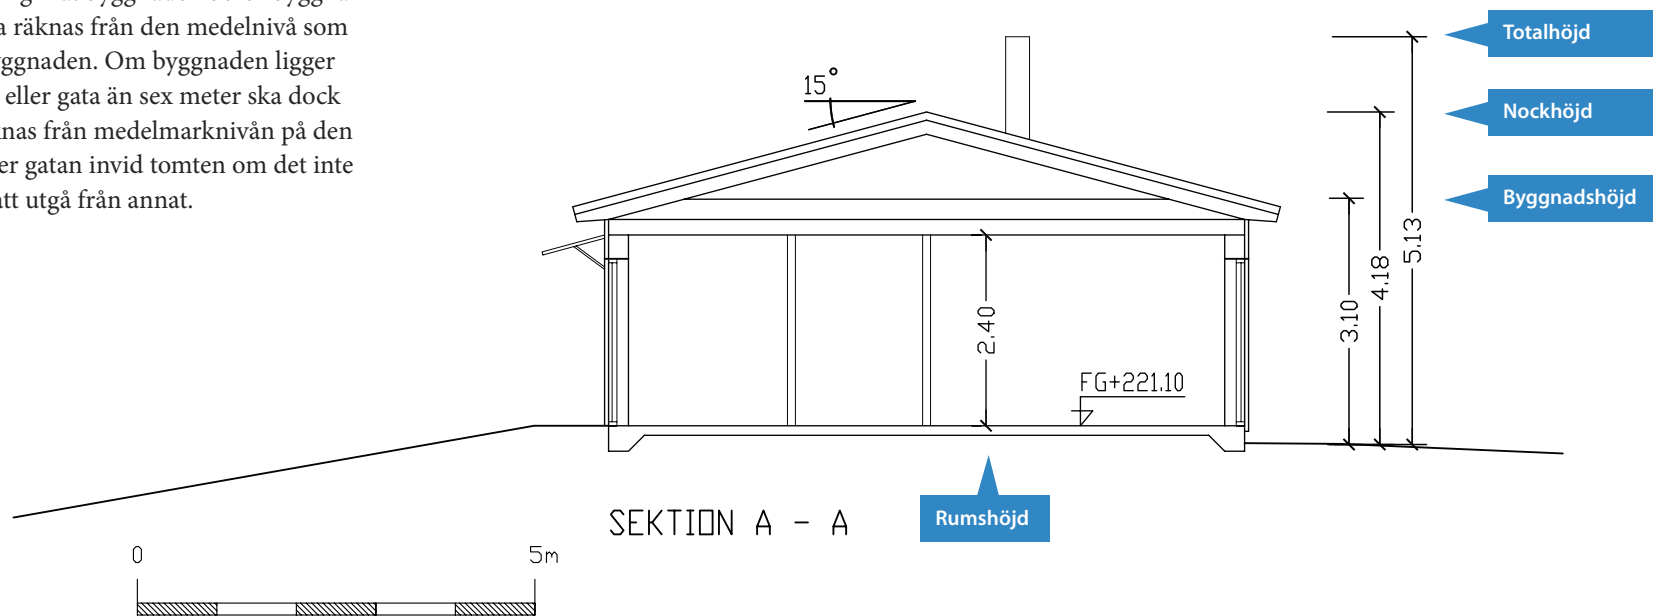 a räknas från den medelnivå som
yggnaden. Om byggnaden ligger
eller gata än sex meter ska dock
knas från medelmarknivån på den
er gatan invid tomten om det inte
att utgå från annat.
Totalhöjd
15°
Nockhöjd
Byggnadshöjd
5.13
4.18
3.10
2.40
FG+221.10
Rumshöjd
SEKTION A - A
0 5m